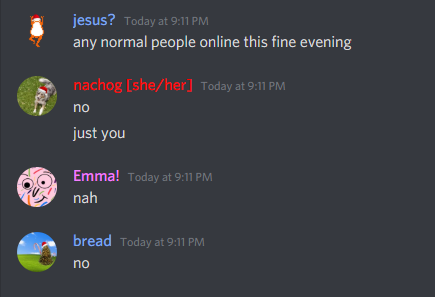 jesus? Today at 9:11 PM
any normal people online this fine evening
nachog [she/her] Today at 9:11 PM
no
just you
Emma! Today at 9:11 PM
nah
bread Today at 9:11 PM
no